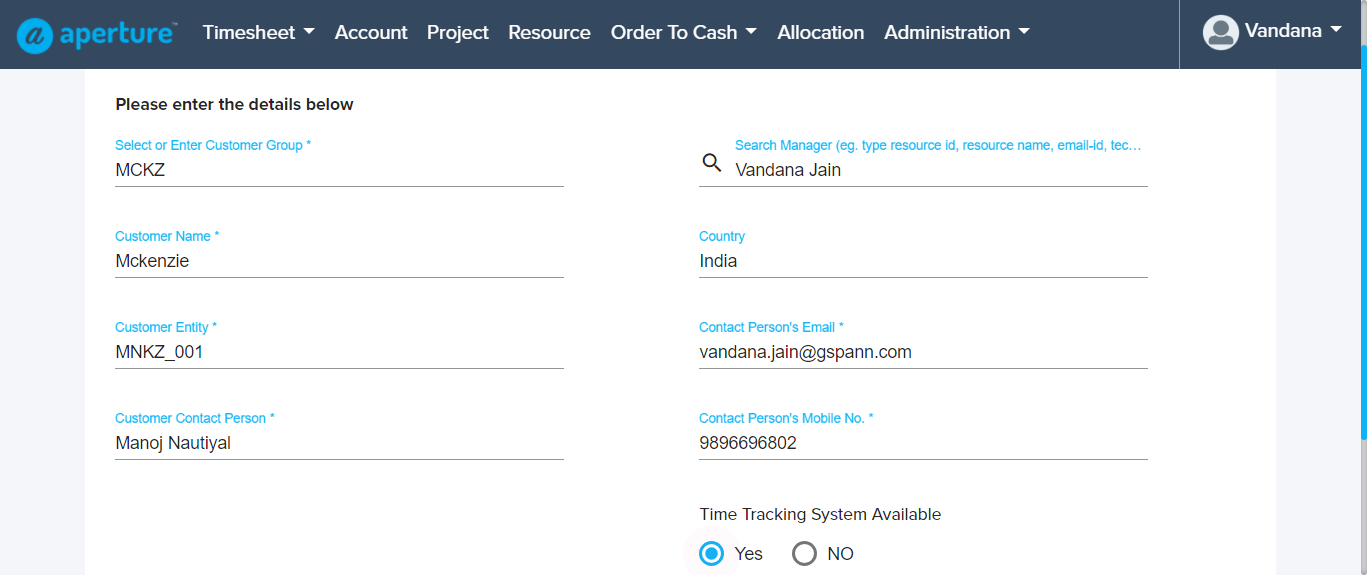 @ aperture™ Timesheet Account Project Resource Order To Cash Allocation Administration Vandana
Please enter the details below
Select or Enter Customer Group *
MCKZ
Search Manager (eg. type resource id, resource name, email-id, tec...
Vandana Jain
Customer Name *
Mckenzie
Country
India
Customer Entity *
MNKZ_001
Contact Person's Email *
vandana.jain@gspann.com
Customer Contact Person *
Manoj Nautiyal
Contact Person's Mobile No. *
9896696802
Time Tracking System Available
Yes NO